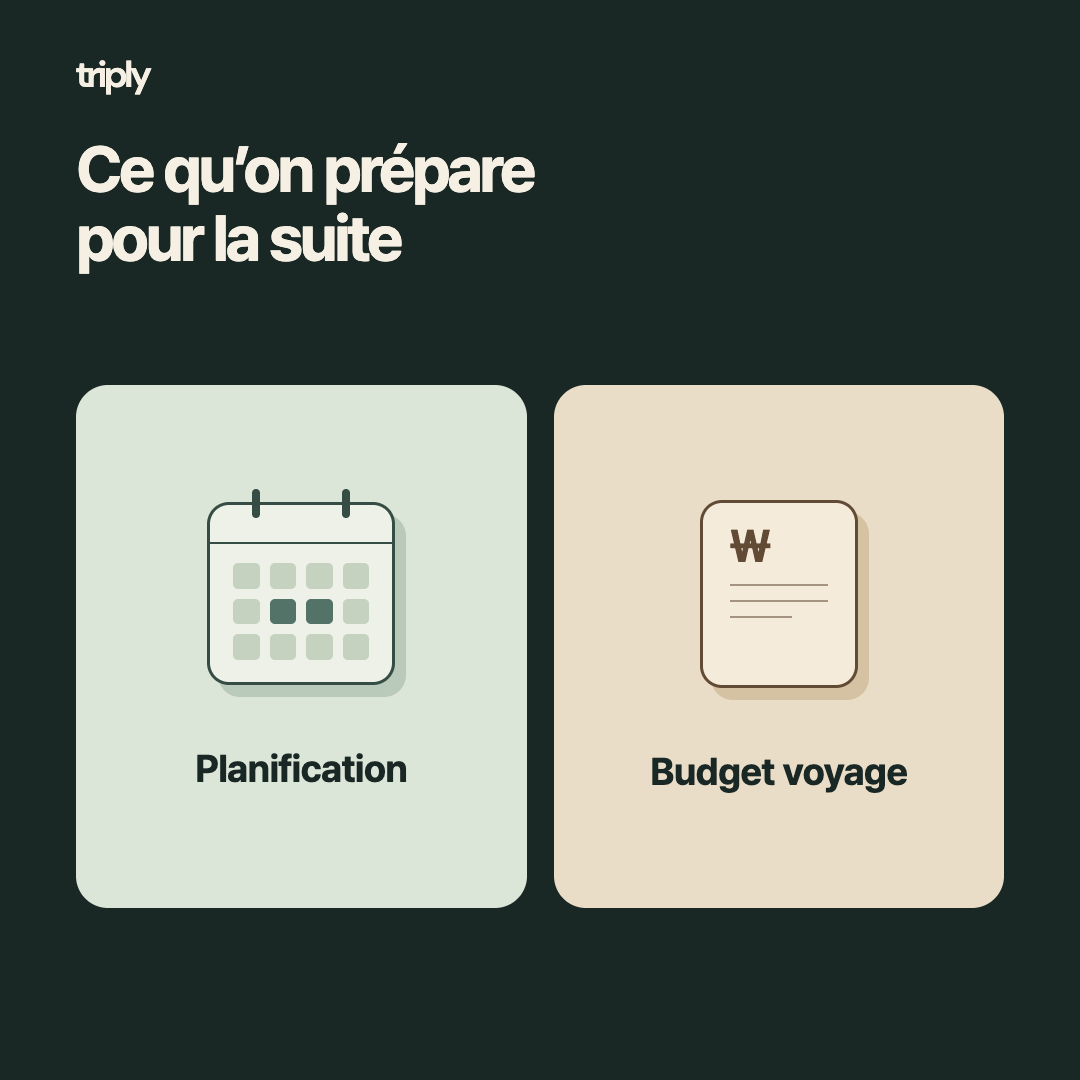 triply
Ce qu’on prépare
pour la suite
₩
Planification
Budget voyage